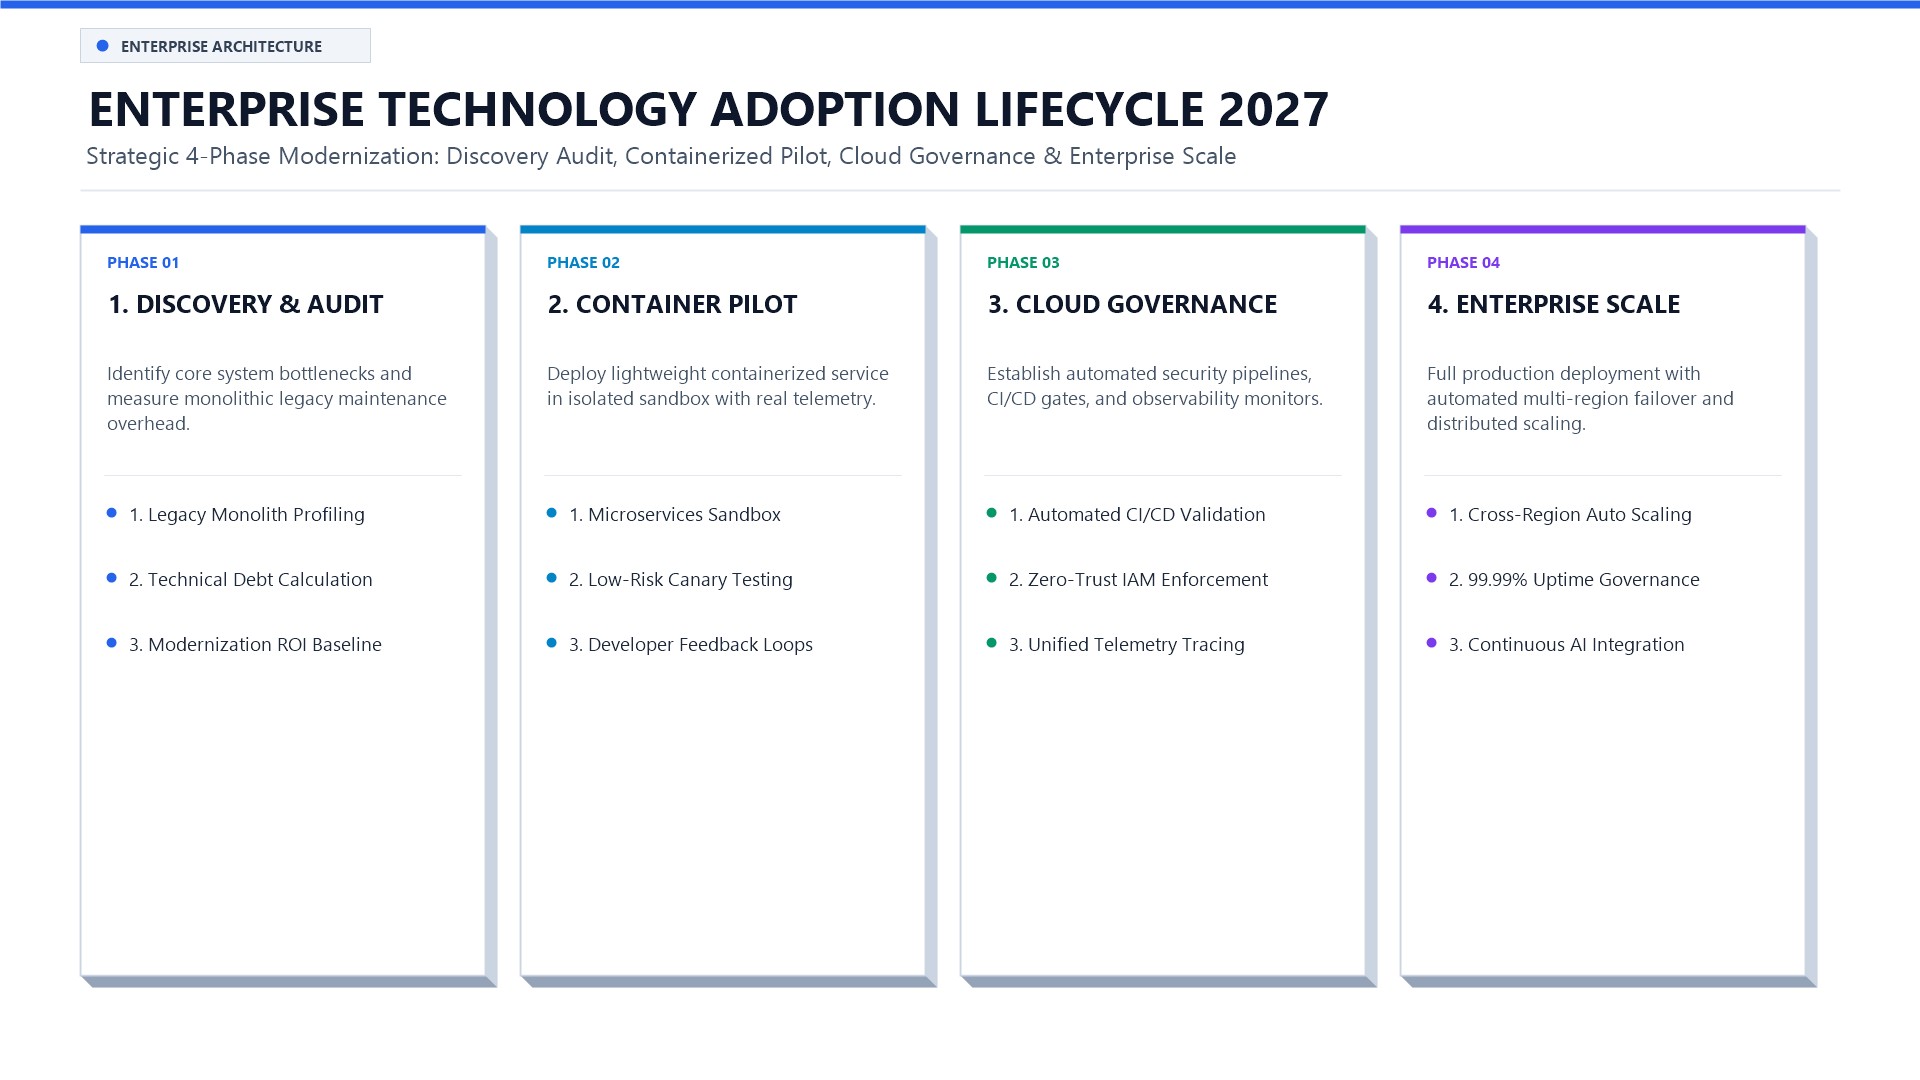 ENTERPRISE ARCHITECTURE
ENTERPRISE TECHNOLOGY ADOPTION LIFECYCLE 2027
Strategic 4-Phase Modernization: Discovery Audit, Containerized Pilot, Cloud Governance & Enterprise Scale
PHASE 01
1. DISCOVERY & AUDIT
Identify core system bottlenecks and
measure monolithic legacy maintenance
overhead.
1. Legacy Monolith Profiling
2. Technical Debt Calculation
3. Modernization ROI Baseline
PHASE 02
2. CONTAINER PILOT
Deploy lightweight containerized service
in isolated sandbox with real telemetry.
1. Microservices Sandbox
2. Low-Risk Canary Testing
3. Developer Feedback Loops
PHASE 03
3. CLOUD GOVERNANCE
Establish automated security pipelines,
CI/CD gates, and observability monitors.
1. Automated CI/CD Validation
2. Zero-Trust IAM Enforcement
3. Unified Telemetry Tracing
PHASE 04
4. ENTERPRISE SCALE
Full production deployment with
automated multi-region failover and
distributed scaling.
1. Cross-Region Auto Scaling
2. 99.99% Uptime Governance
3. Continuous AI Integration